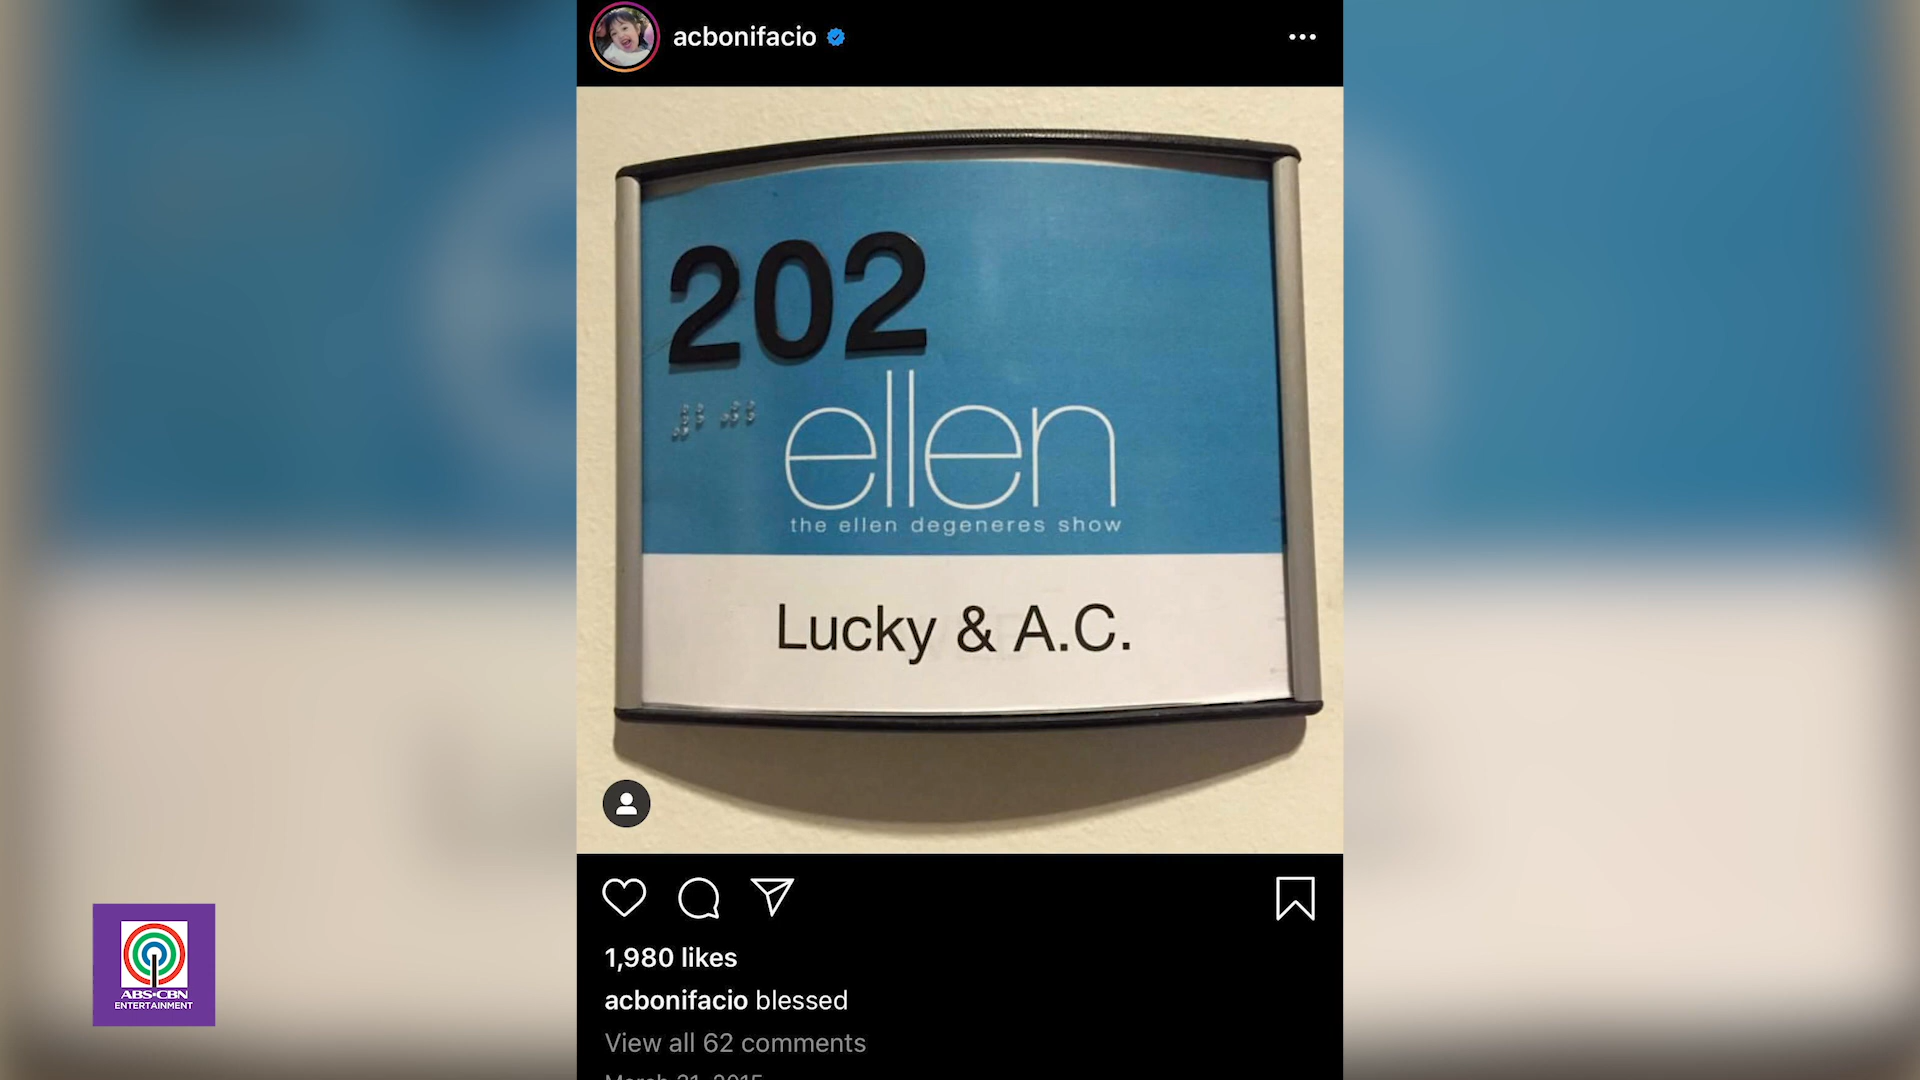 acbonifacio
202
ellen
the ellen degeneres show
Lucky & A.C.
1,980 likes
acbonifacio blessed
View all 62 comments
ABS-CBN
ENTERTAINMENT